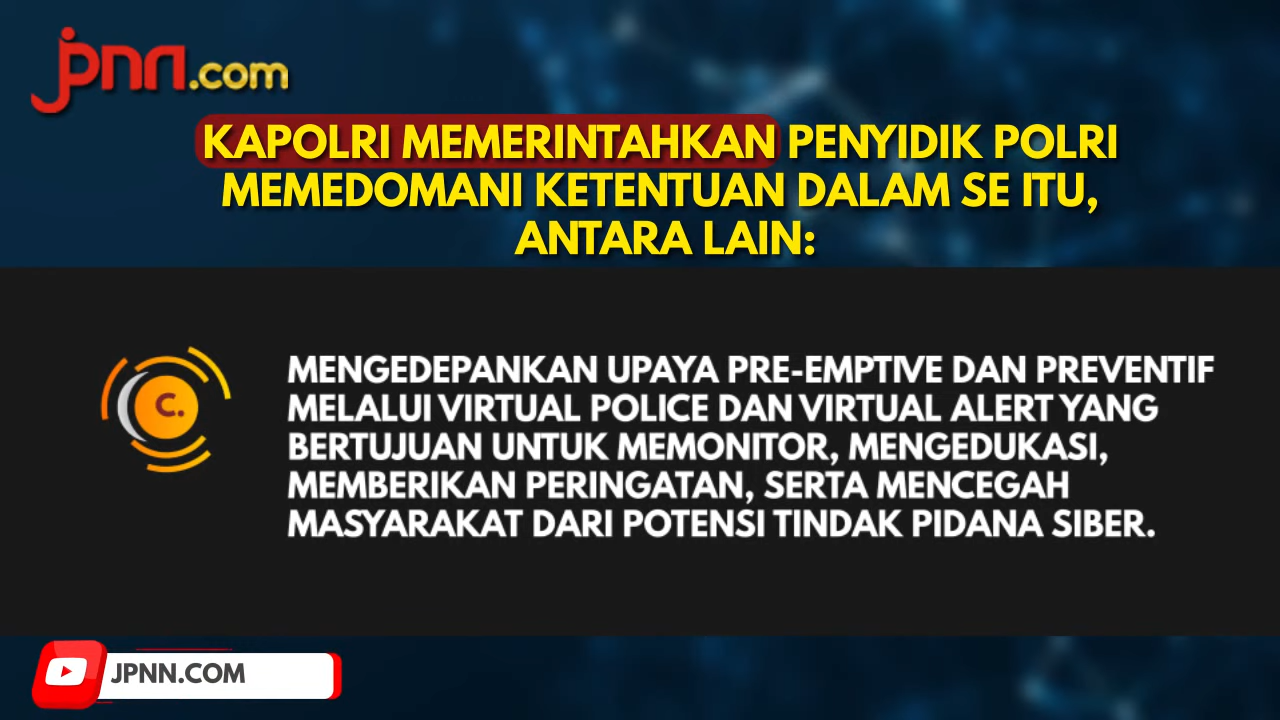 jpnn.com
KAPOLRI MEMERINTAHKAN PENYIDIK POLRI
MEMEDOMANI KETENTUAN DALAM SE ITU,
ANTARA LAIN:
C.
MENGEDEPANKAN UPAYA PRE-EMPTIVE DAN PREVENTIF
MELALUI VIRTUAL POLICE DAN VIRTUAL ALERT YANG
BERTUJUAN UNTUK MEMONITOR, MENGEDUKASI,
MEMBERIKAN PERINGATAN, SERTA MENCEGAH
MASYARAKAT DARI POTENSI TINDAK PIDANA SIBER.
JPNN.COM